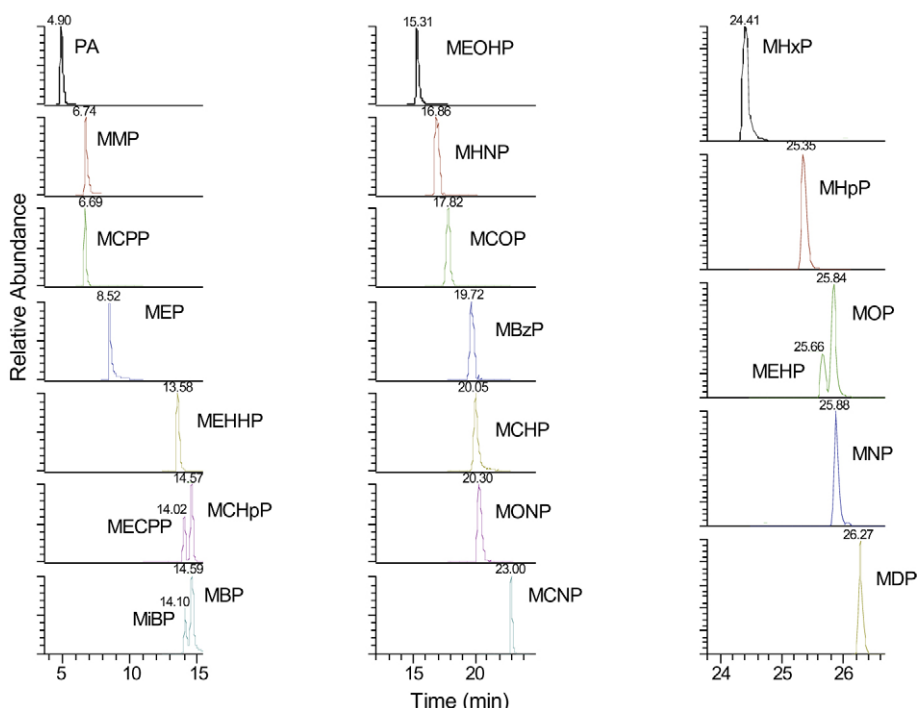 4.90
PA
6.74
MMP
6.69
MCPP
8.52
MEP
13.58
MEHHP
14.57
14.02
MCHpP
MECPP
14.59
14.10
MBP
MiBP
5 10 15
15.31
MEOHP
16.86
MHNP
17.82
MCOP
19.72
MBzP
20.05
MCHP
20.30
MONP
23.00
MCNP
15 20
24.41
MHxP
25.35
MHpP
25.84
MOP
25.66
MEHP
25.88
MNP
26.27
MDP
24 25 26
Relative Abundance
Time (min)